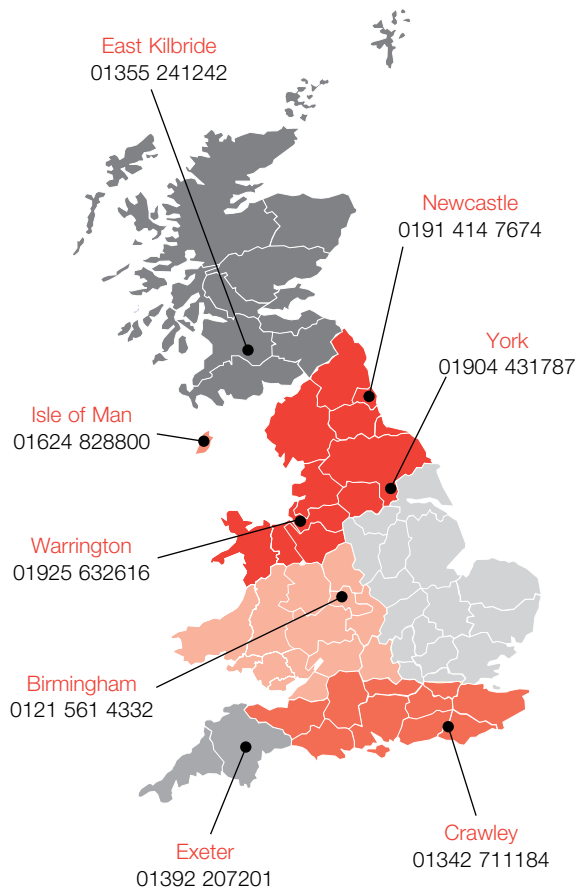 East Kilbride
01355 241242
Newcastle
0191 414 7674
York
01904 431787
Isle of Man
01624 828800
Warrington
01925 632616
Birmingham
0121 561 4332
Crawley
01342 711184
Exeter
01392 207201